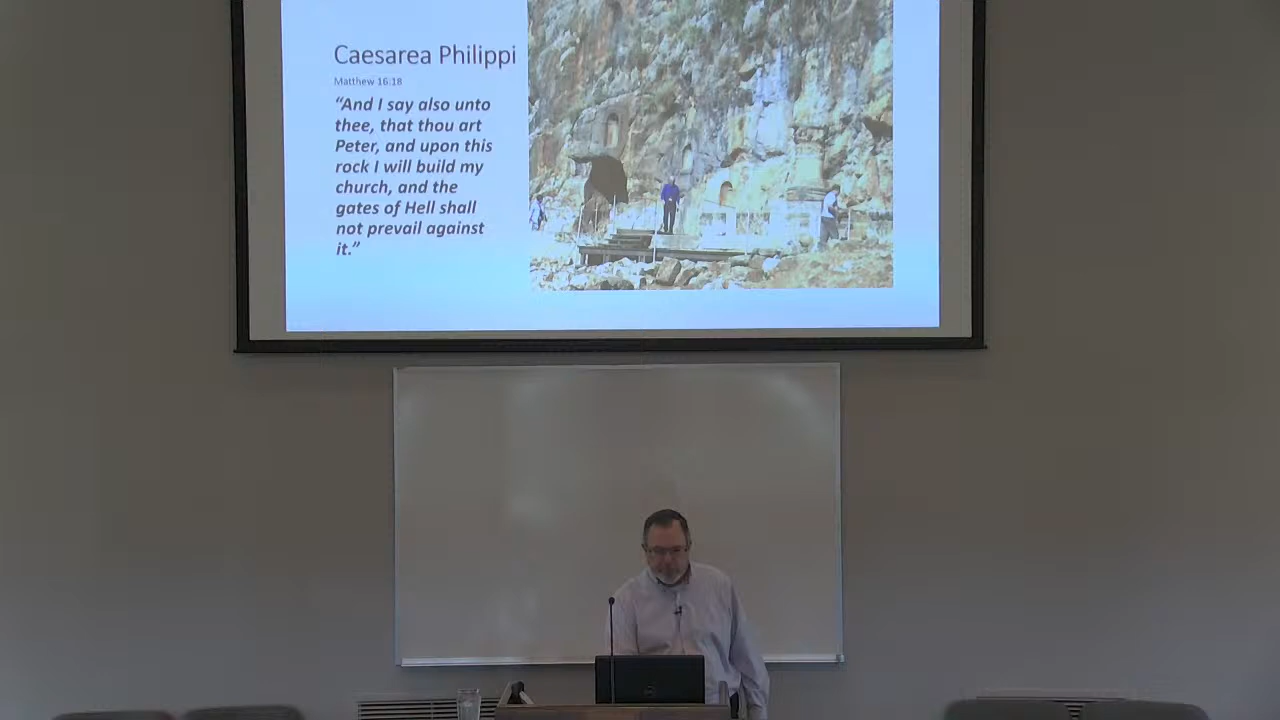 Caesarea Philippi
Matthew 16:18
“And I say also unto
thee, that thou art
Peter, and upon this
rock I will build my
church, and the
gates of Hell shall
not prevail against
it.”